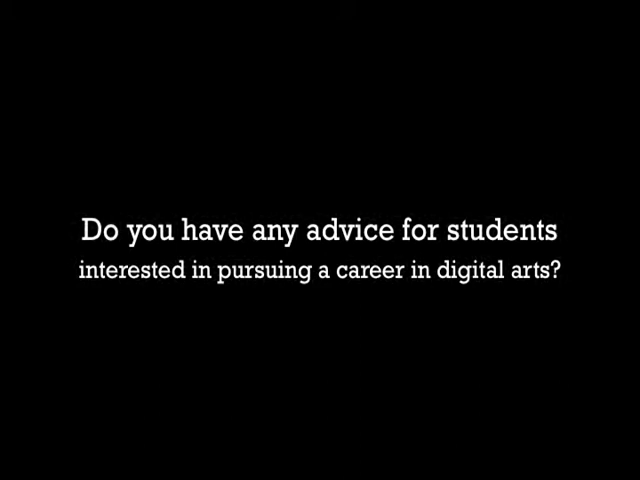 Do you have any advice for students
interested in pursuing a career in digital arts?